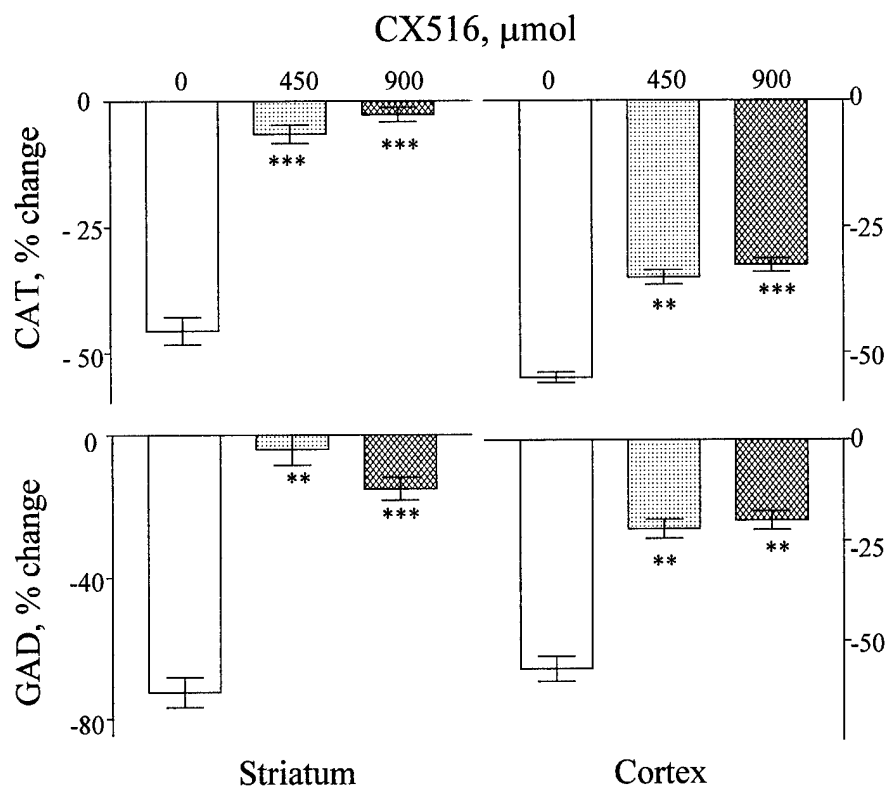 CX516, μmol
0 450 900 0 450 900
0 0
*** ***
- 25 -25
** ***
- 50 -50
CAT, % change
0 0
** ***
-25
** **
-40
-50
-80
GAD, % change
Striatum Cortex